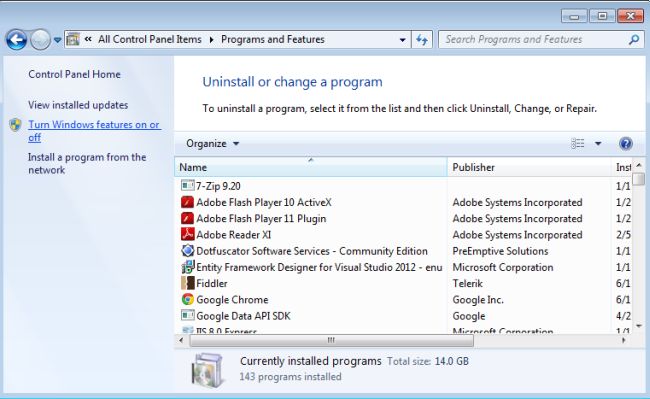 « All Control Panel Items ▸ Programs and Features
Search Programs and Features
Control Panel Home
View installed updates
Turn Windows features on or
off
Install a program from the
network
Uninstall or change a program
To uninstall a program, select it from the list and then click Uninstall, Change, or Repair.
Organize
Name Publisher Inst
7-Zip 9.20 1/1
Adobe Flash Player 10 ActiveX Adobe Systems Incorporated 1/2
Adobe Flash Player 11 Plugin Adobe Systems Incorporated 1/2
Adobe Reader XI Adobe Systems Incorporated 2/5
Dotfuscator Software Services - Community Edition PreEmptive Solutions 1/1
Entity Framework Designer for Visual Studio 2012 - enu Microsoft Corporation 1/1
Fiddler Telerik 6/1
Google Chrome Google Inc. 6/1
Google Data API SDK Google 4/2
IIS 8.0 Express Microsoft Corporation 1/1
Currently installed programs Total size: 14.0 GB
143 programs installed